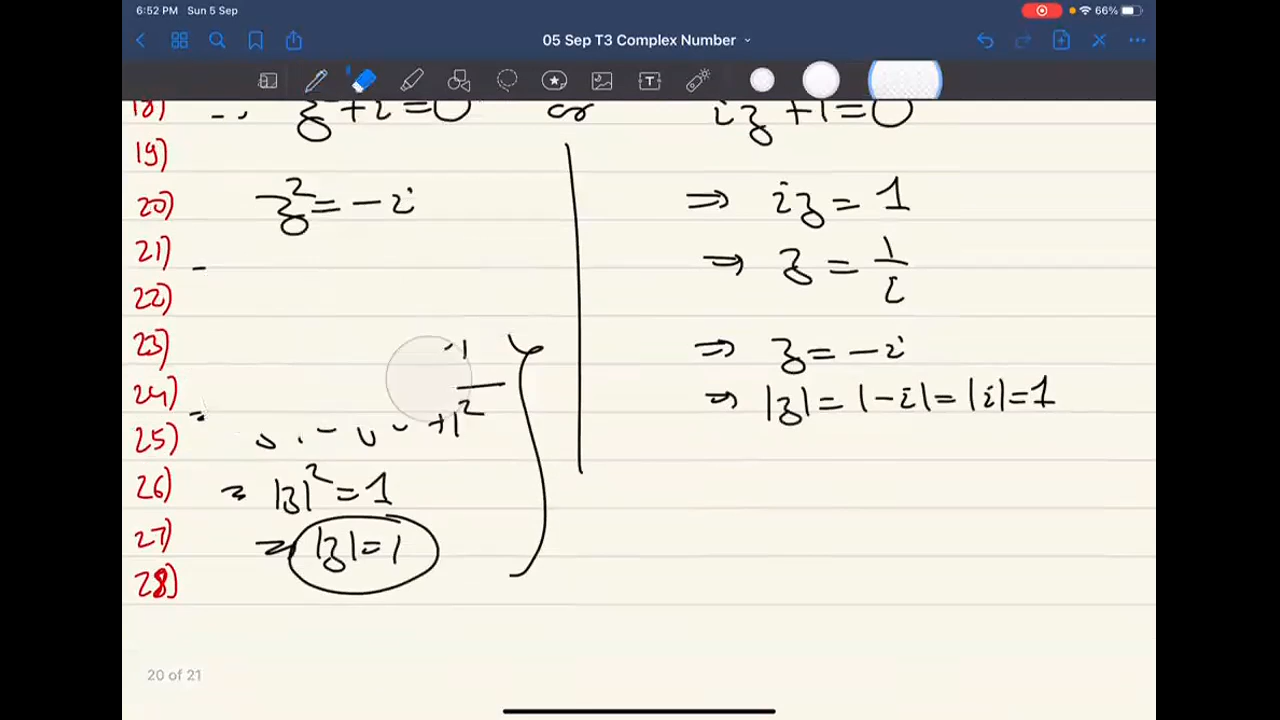 6:52 PM Sun 5 Sep 66%
05 Sep T3 Complex Number
18) z + i = 0 or iz + 1 = 0
19)
20) z² = -i ⇒ iz = 1
21) ⇒ z = 1/i
22)
23) ⇒ z = -i
24) ⇒ |z| = |-i| = |i| = 1
25)
26) ⇒ |z|² = 1
27) ⇒ |z| = 1
28)
20 of 21